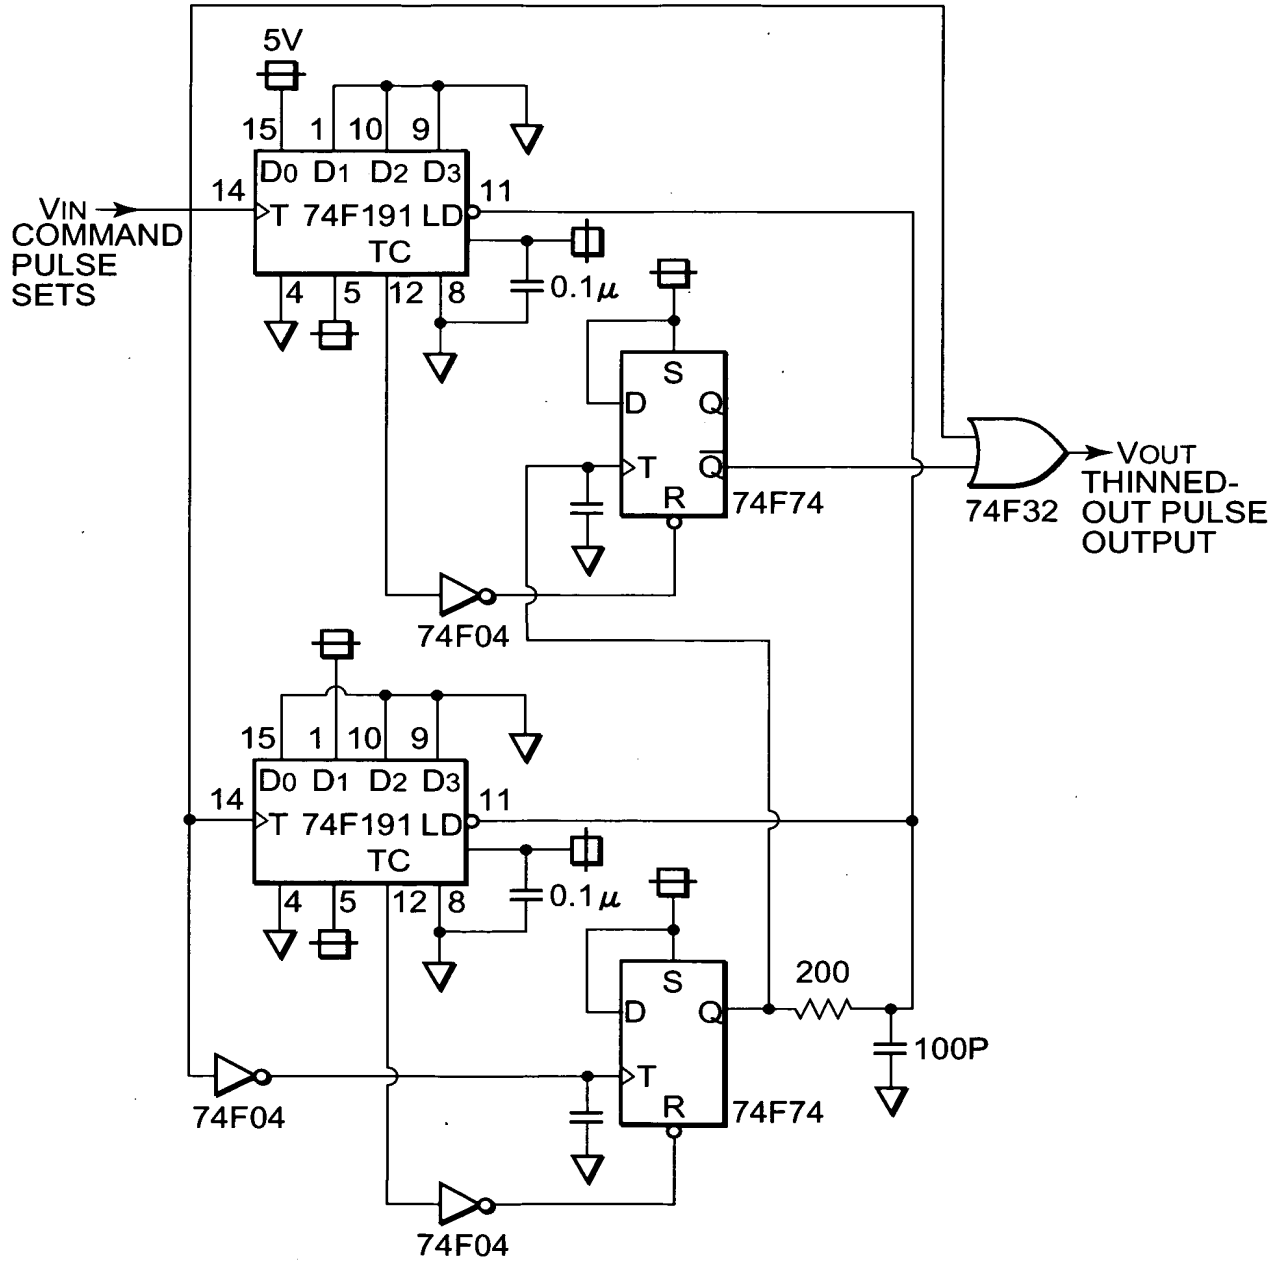 5V
15 1 10 9
D0 D1 D2 D3
14 11
VIN
COMMAND
PULSE
SETS
T 74F191 LD
TC
4 5 12 8
0.1μ
S
D Q
T Q̅
R
74F74
74F32
VOUT
THINNED-
OUT PULSE
OUTPUT
74F04
15 1 10 9
D0 D1 D2 D3
14 11
T 74F191 LD
TC
4 5 12 8
0.1μ
S
D Q
T
R
74F74
200
100P
74F04
74F04